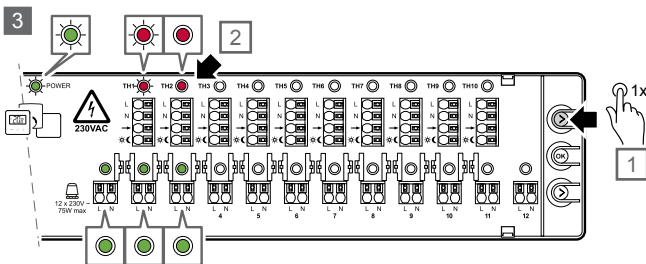 3
2
POWER
TH1 TH2 TH3 TH4 TH5 TH6 TH7 TH8 TH9 TH10
1x
230VAC
L
N
OK
1
12 x 230V ~
75W max
L N L N L N L N L N L N L N L N L N L N L N L N
4 5 6 7 8 9 10 11 12